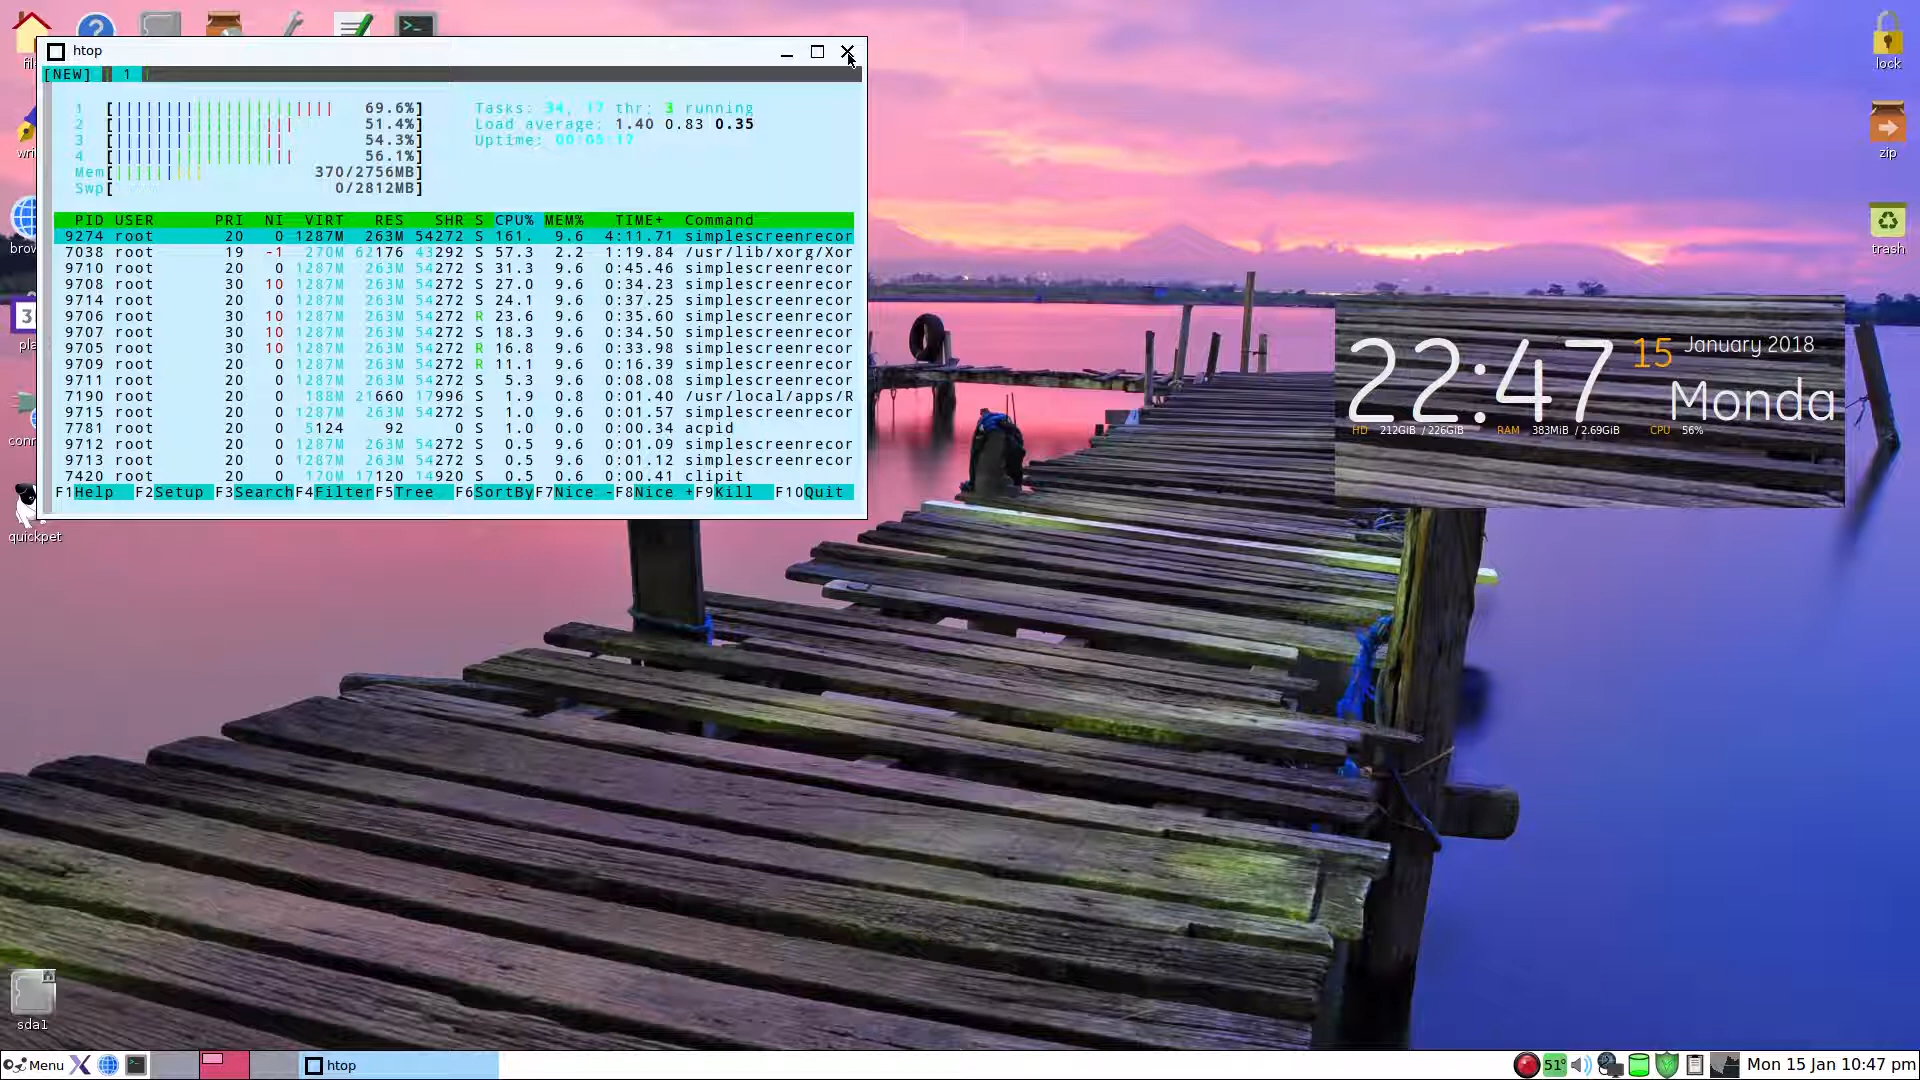 htop
[NEW] 1
1 [|||||||||||||||||||||||||||| 69.6%]
2 [||||||||||||||||||||||| 51.4%]
3 [|||||||||||||||||||||| 54.3%]
4 [||||||||||||||||||||||| 56.1%]
Mem[||||||||||| 370/2756MB]
Swp[ 0/2812MB]
Tasks: 34, 17 thr: 3 running
Load average: 1.40 0.83 0.35
Uptime: 00:05:17
PID USER PRI NI VIRT RES SHR S CPU% MEM% TIME+ Command
9274 root 20 0 1287M 263M 54272 S 161. 9.6 4:11.71 simplescreenrecor
7038 root 19 -1 270M 62176 43292 S 57.3 2.2 1:19.84 /usr/lib/xorg/Xor
9710 root 20 0 1287M 263M 54272 S 31.3 9.6 0:45.46 simplescreenrecor
9708 root 30 10 1287M 263M 54272 S 27.0 9.6 0:34.23 simplescreenrecor
9714 root 20 0 1287M 263M 54272 S 24.1 9.6 0:37.25 simplescreenrecor
9706 root 30 10 1287M 263M 54272 R 23.6 9.6 0:35.60 simplescreenrecor
9707 root 30 10 1287M 263M 54272 S 18.3 9.6 0:34.50 simplescreenrecor
9705 root 30 10 1287M 263M 54272 R 16.8 9.6 0:33.98 simplescreenrecor
9709 root 20 0 1287M 263M 54272 R 11.1 9.6 0:16.39 simplescreenrecor
9711 root 20 0 1287M 263M 54272 S 5.3 9.6 0:08.08 simplescreenrecor
7190 root 20 0 188M 21660 17996 S 1.9 0.8 0:01.40 /usr/local/apps/R
9715 root 20 0 1287M 263M 54272 S 1.0 9.6 0:01.57 simplescreenrecor
7781 root 20 0 5124 92 0 S 1.0 0.0 0:00.34 acpid
9712 root 20 0 1287M 263M 54272 S 0.5 9.6 0:01.09 simplescreenrecor
9713 root 20 0 1287M 263M 54272 S 0.5 9.6 0:01.12 simplescreenrecor
7420 root 20 0 170M 17120 14920 S 0.5 0.6 0:00.41 clipit
F1Help F2Setup F3SearchF4FilterF5Tree F6SortByF7Nice -F8Nice +F9Kill F10Quit
fil
wri
brow
31
pla
conn
quickpet
sda1
lock
zip
trash
22:47 15 January 2018
Monda
HD 212GiB / 226GiB RAM 383MiB / 2.69GiB CPU 56%
Menu
htop
51°
Mon 15 Jan 10:47 pm